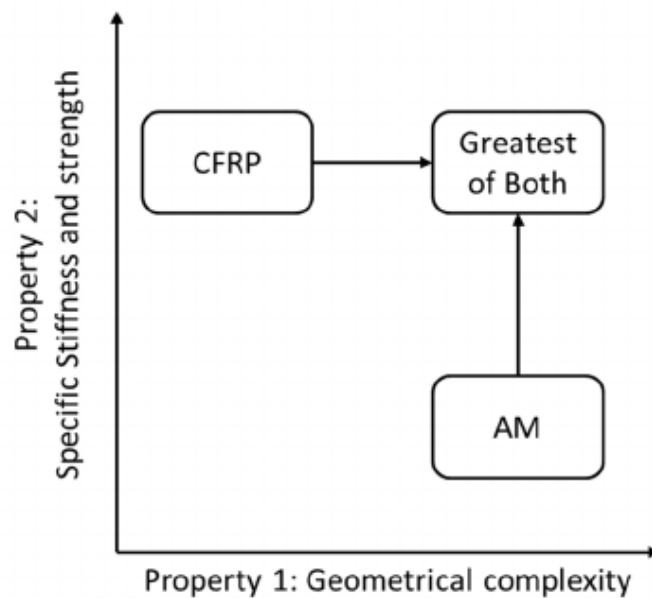 Property 2:
Specific Stiffness and strength
CFRP
Greatest
of Both
AM
Property 1: Geometrical complexity